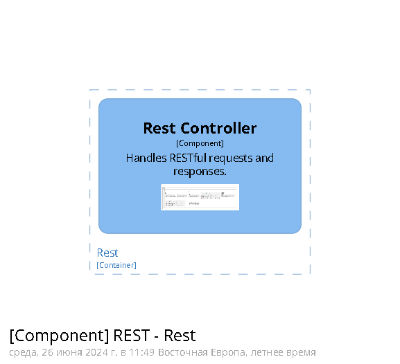 Rest Controller
[Component]
Handles RESTful requests and
responses.
Rest
[Container]
[Component] REST - Rest
среда, 26 июня 2024 г. в 11:49 Восточная Европа, летнее время